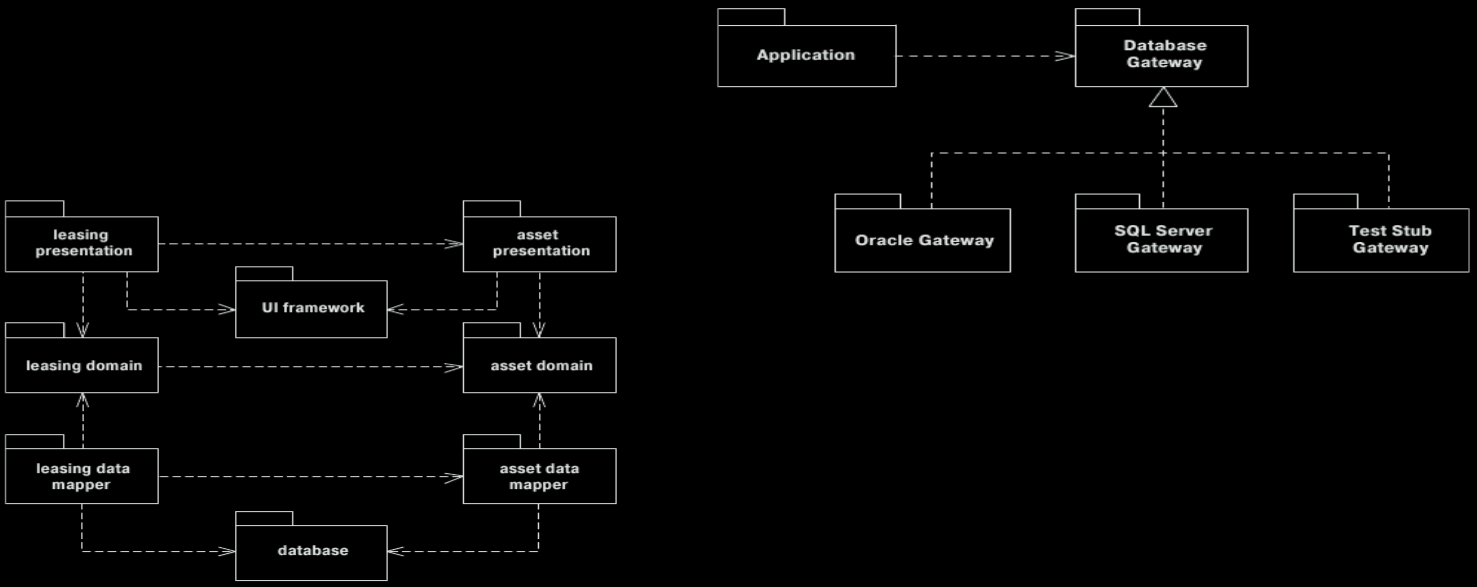 Application
Database
Gateway
Oracle Gateway
SQL Server
Gateway
Test Stub
Gateway
leasing
presentation
asset
presentation
UI framework
leasing domain
asset domain
leasing data
mapper
asset data
mapper
database